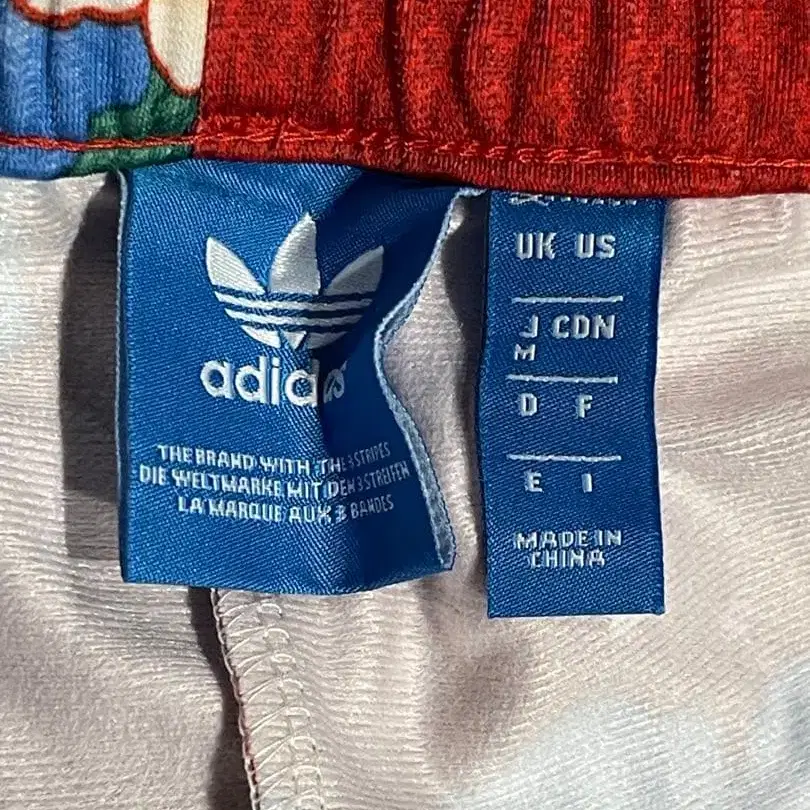 adidas
THE BRAND WITH THE 3 STRIPES
DIE WELTMARKE MIT DEN 3 STREIFEN
LA MARQUE AUX 3 BANDES
UK US
J CDN
M
D F
E I
MADE IN
CHINA